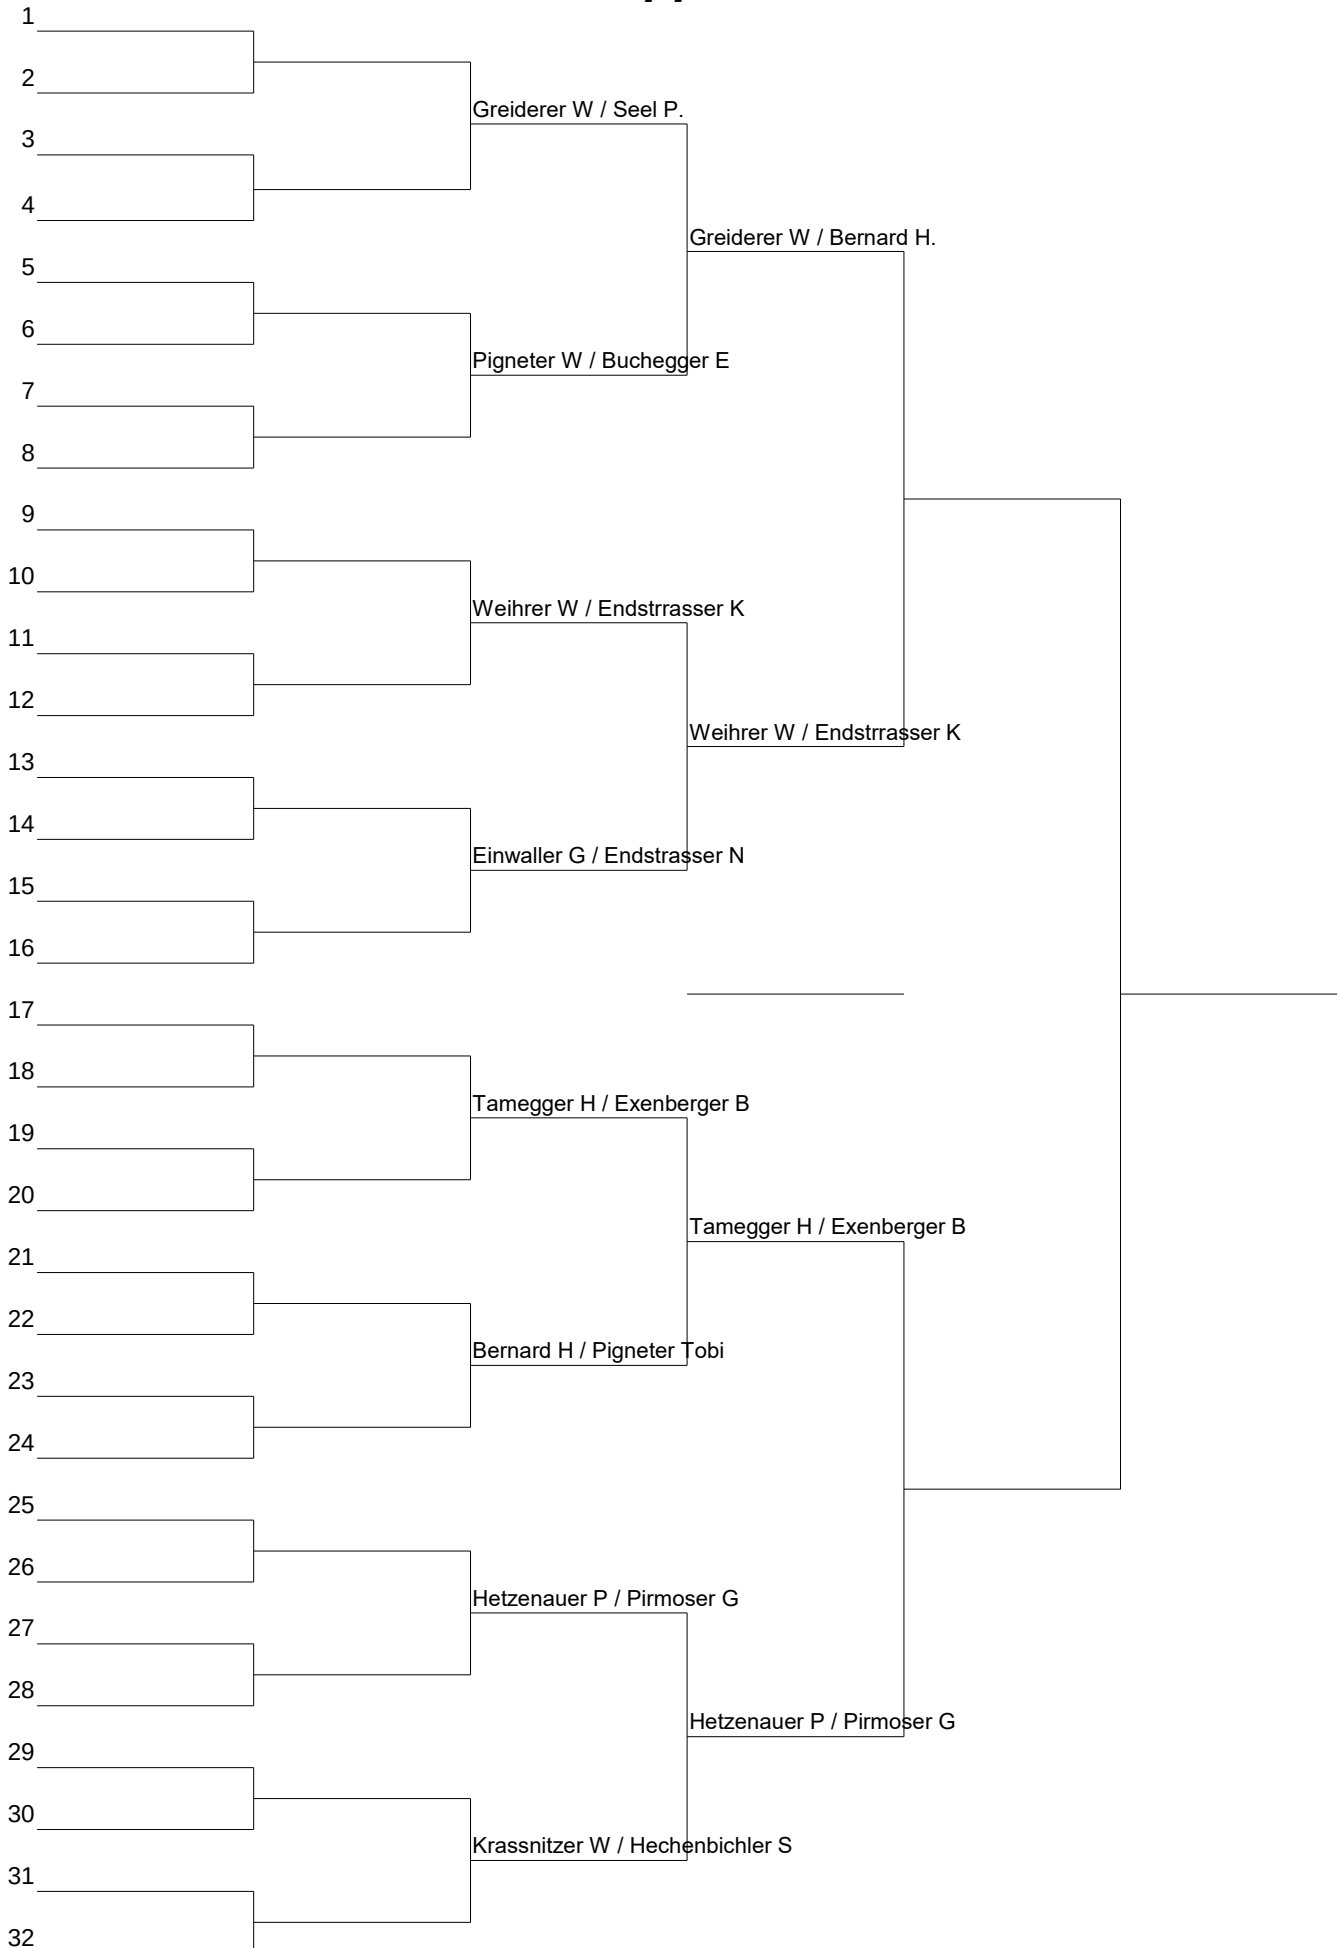 1
2
Greiderer W / Seel P.
3
4
Greiderer W / Bernard H.
5
6
Pigneter W / Buchegger E
7
8
9
10
Weihrer W / Endstrrasser K
11
12
Weihrer W / Endstrrasser K
13
14
Einwaller G / Endstrasser N
15
16
17
18
Tamegger H / Exenberger B
19
20
Tamegger H / Exenberger B
21
22
Bernard H / Pigneter Tobi
23
24
25
26
Hetzenauer P / Pirmoser G
27
28
Hetzenauer P / Pirmoser G
29
30
Krassnitzer W / Hechenbichler S
31
32